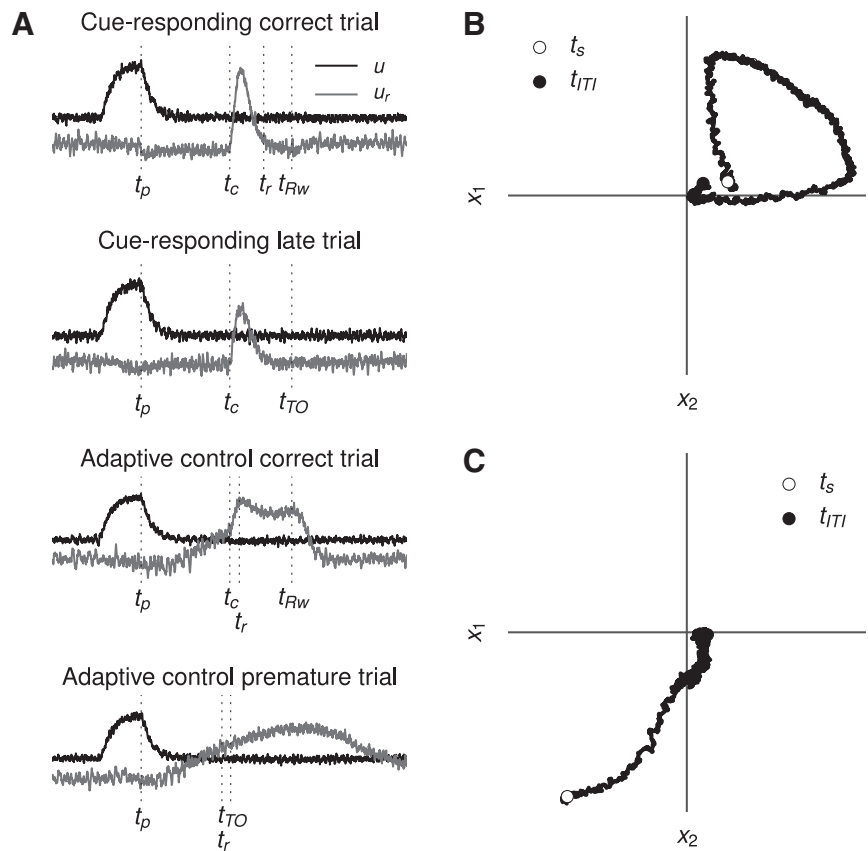 A
Cue-responding correct trial
u
u_r
t_p
t_c
t_r
t_Rw
Cue-responding late trial
t_p
t_c
t_TO
Adaptive control correct trial
t_p
t_c
t_Rw
t_r
Adaptive control premature trial
t_p
t_TO
t_r
B
t_s
t_ITI
x_1
x_2
C
t_s
t_ITI
x_1
x_2